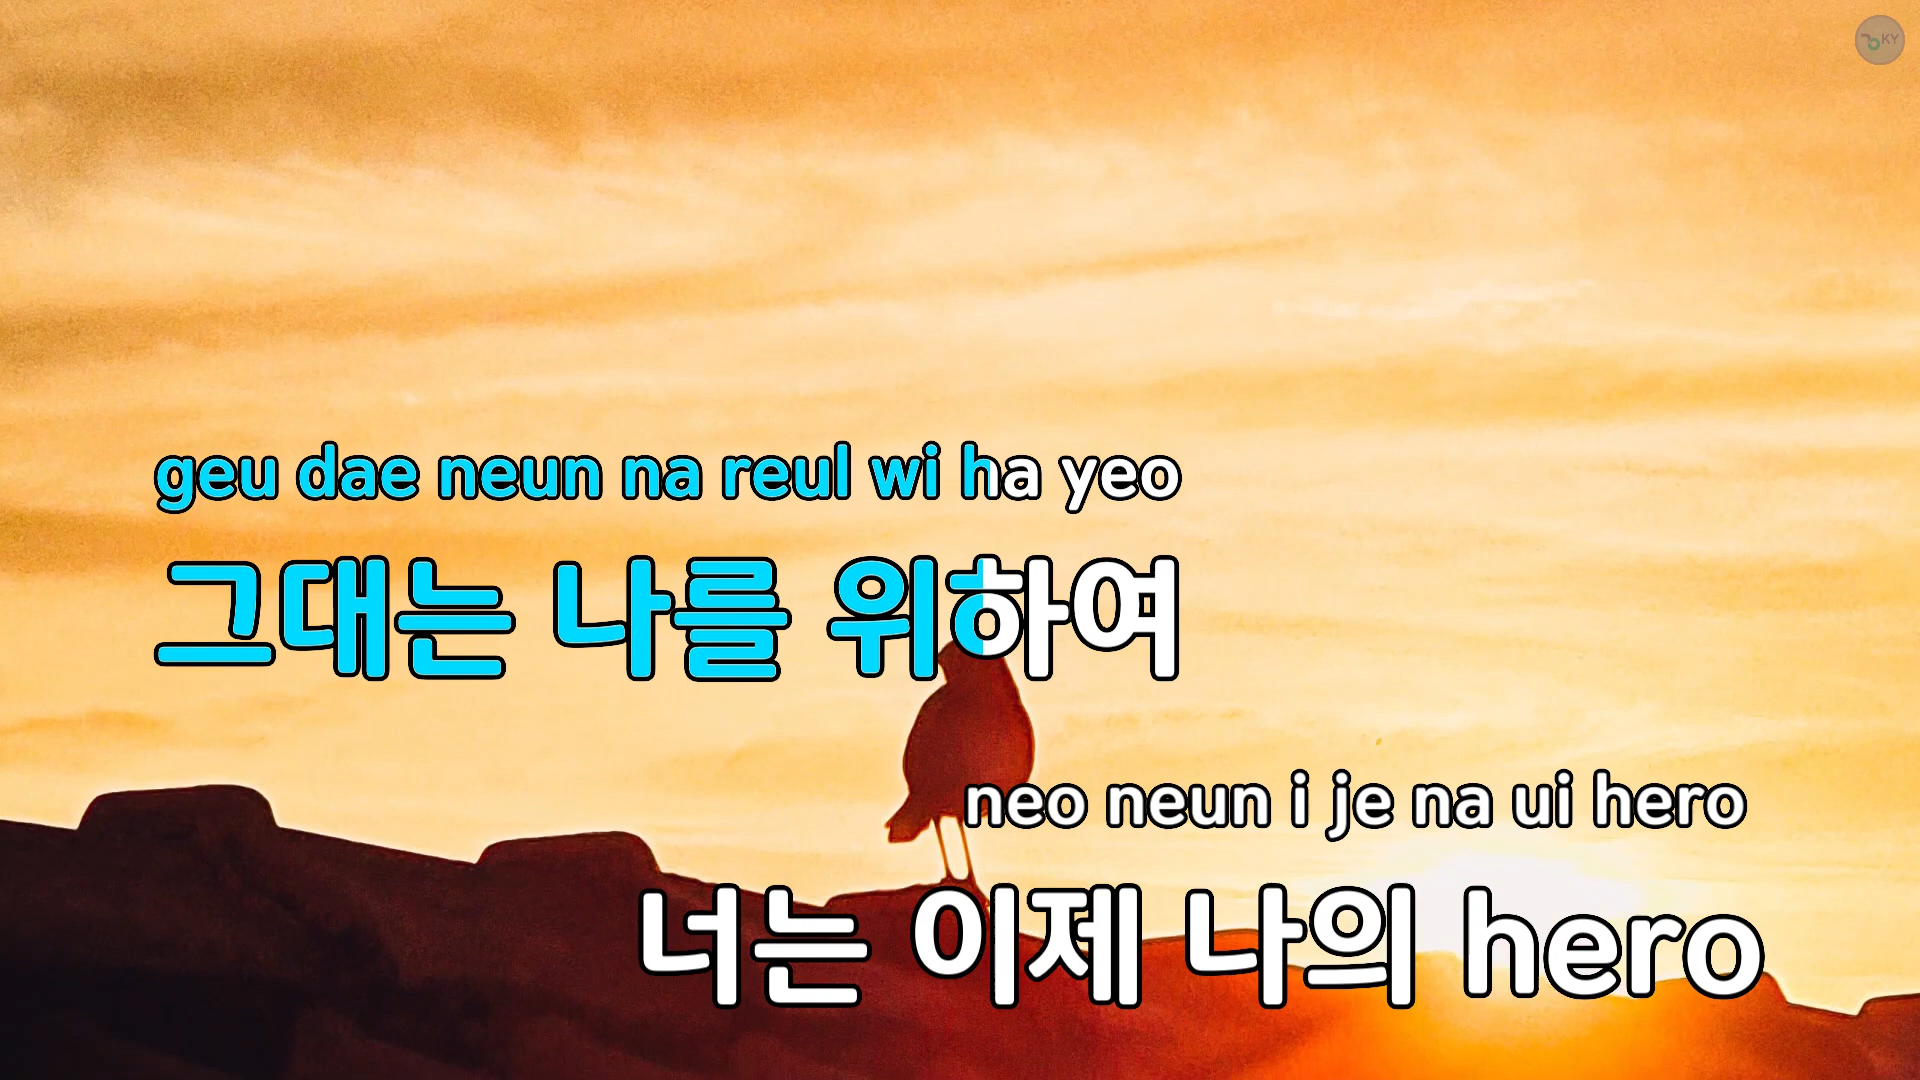 KY
geu dae neun na reul wi ha yeo
그대는 나를 위하여
neo neun i je na ui hero
너는 이제 나의 hero